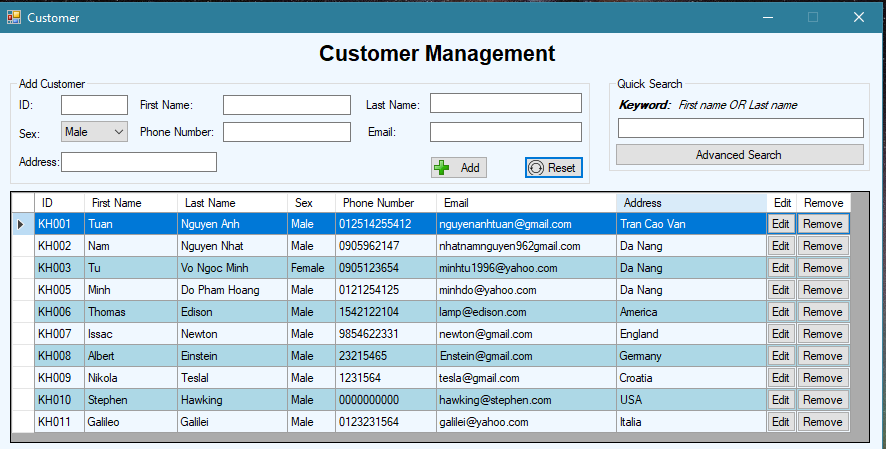 Customer
Customer Management
Add Customer
ID: First Name: Last Name:
Sex: Male Phone Number: Email:
Address:
Add Reset
Quick Search
Keyword: First name OR Last name
Advanced Search
ID First Name Last Name Sex Phone Number Email Address Edit Remove
KH001 Tuan Nguyen Anh Male 012514255412 nguyenanhtuan@gmail.com Tran Cao Van Edit Remove
KH002 Nam Nguyen Nhat Male 0905962147 nhatnamnguyen962gmail.com Da Nang Edit Remove
KH003 Tu Vo Ngoc Minh Female 0905123654 minhtu1996@yahoo.com Da Nang Edit Remove
KH005 Minh Do Pham Hoang Male 0121254125 minhdo@yahoo.com Da Nang Edit Remove
KH006 Thomas Edison Male 1542122104 lamp@edison.com America Edit Remove
KH007 Issac Newton Male 9854622331 newton@gmail.com England Edit Remove
KH008 Albert Einstein Male 23215465 Enstein@gmail.com Germany Edit Remove
KH009 Nikola Teslal Male 1231564 tesla@gmail.com Croatia Edit Remove
KH010 Stephen Hawking Male 0000000000 hawking@stephen.com USA Edit Remove
KH011 Galileo Galilei Male 0123231564 galilei@yahoo.com Italia Edit Remove